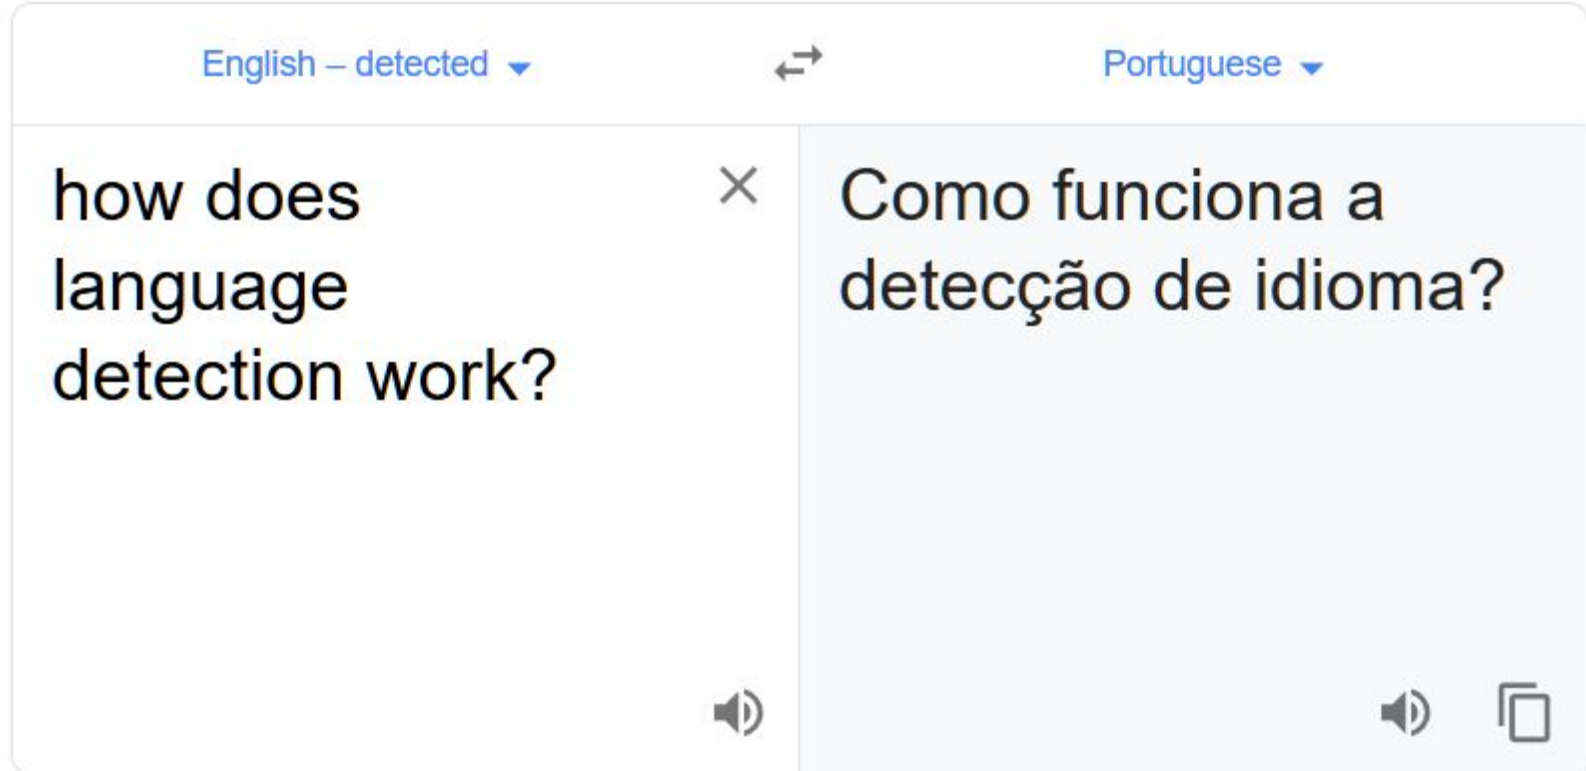 English – detected
Portuguese
how does
language
detection work?
Como funciona a
detecção de idioma?